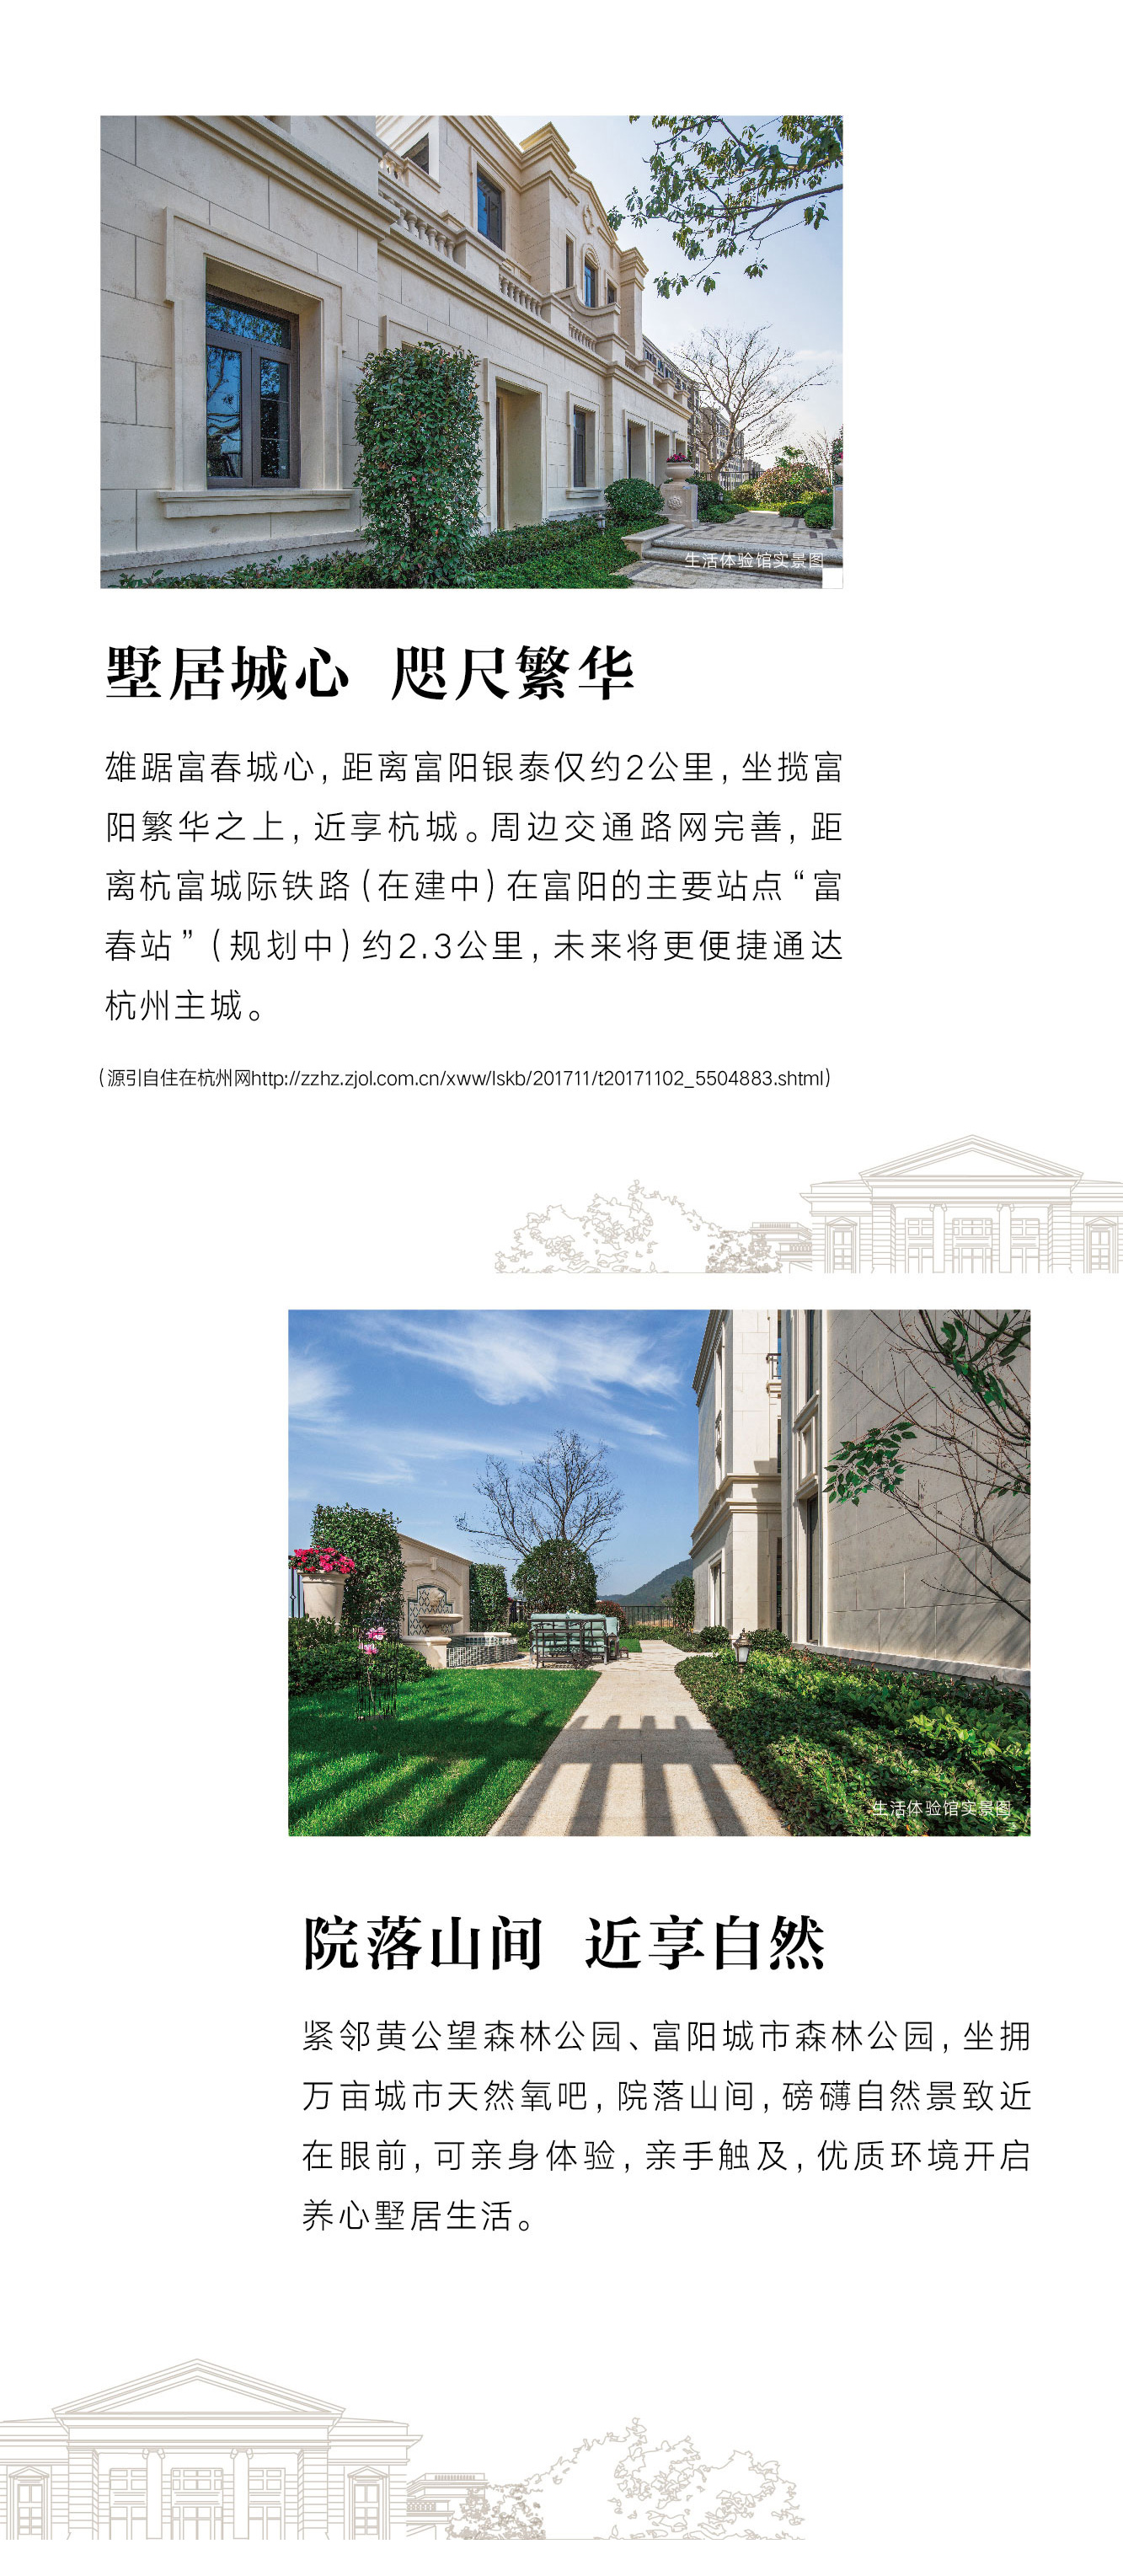 生活体验馆实景图
墅居城心 咫尺繁华
雄踞富春城心，距离富阳银泰仅约2公里，坐揽富
阳繁华之上，近享杭城。周边交通路网完善，距
离杭富城际铁路（在建中）在富阳的主要站点“富
春站”（规划中）约2.3公里，未来将更便捷通达
杭州主城。
（源引自住在杭州网http://zzhz.zjol.com.cn/xww/lskb/201711/t20171102_5504883.shtml）
生活体验馆实景图
院落山间 近享自然
紧邻黄公望森林公园、富阳城市森林公园，坐拥
万亩城市天然氧吧，院落山间，磅礴自然景致近
在眼前，可亲身体验，亲手触及，优质环境开启
养心墅居生活。